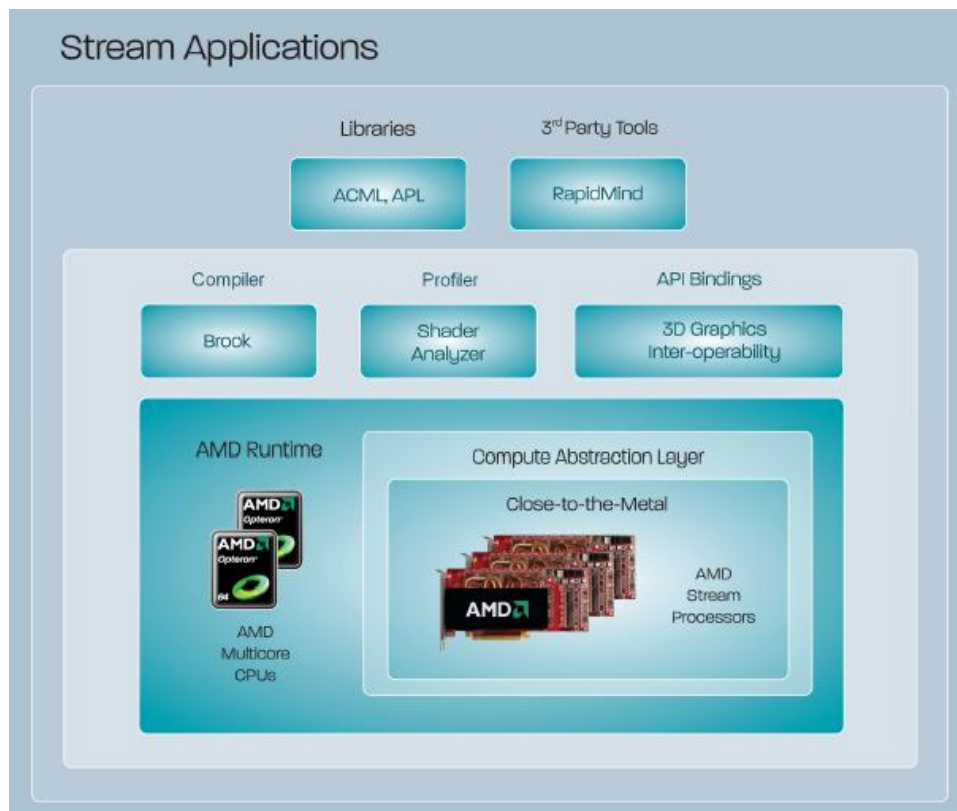 Stream Applications
Libraries
3rd Party Tools
ACML, APL
RapidMind
Compiler
Profiler
API Bindings
Brook
Shader
Analyzer
3D Graphics
Inter-operability
AMD Runtime
Compute Abstraction Layer
Close-to-the-Metal
AMD
Opteron
AMD
Opteron
64
AMD
AMD
Stream
Processors
AMD
Multicore
CPUs